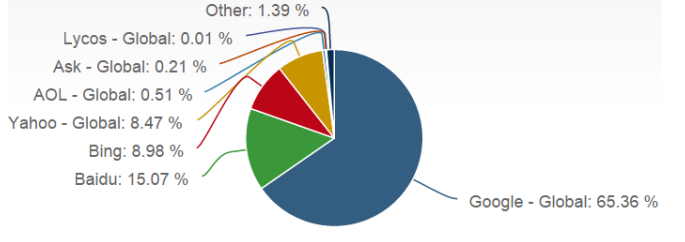 Other: 1.39 %
Lycos - Global: 0.01 %
Ask - Global: 0.21 %
AOL - Global: 0.51 %
Yahoo - Global: 8.47 %
Bing: 8.98 %
Baidu: 15.07 %
Google - Global: 65.36 %